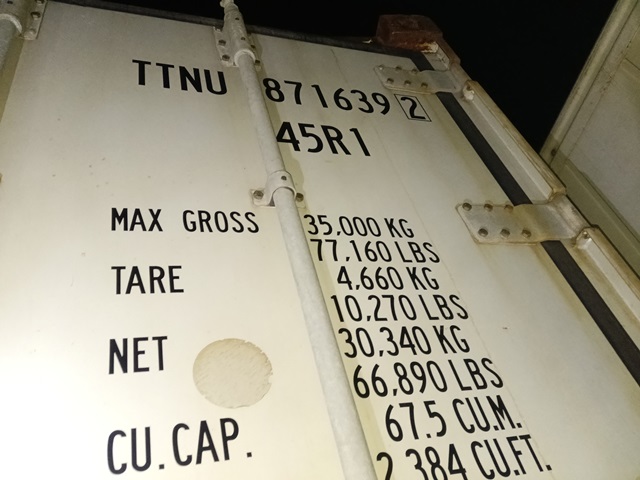 TTNU 871639 2
45R1
MAX GROSS 35,000 KG
77,160 LBS
TARE 4,660 KG
10,270 LBS
NET 30,340 KG
66,890 LBS
CU.CAP. 67.5 CU.M.
2,384 CU.FT.